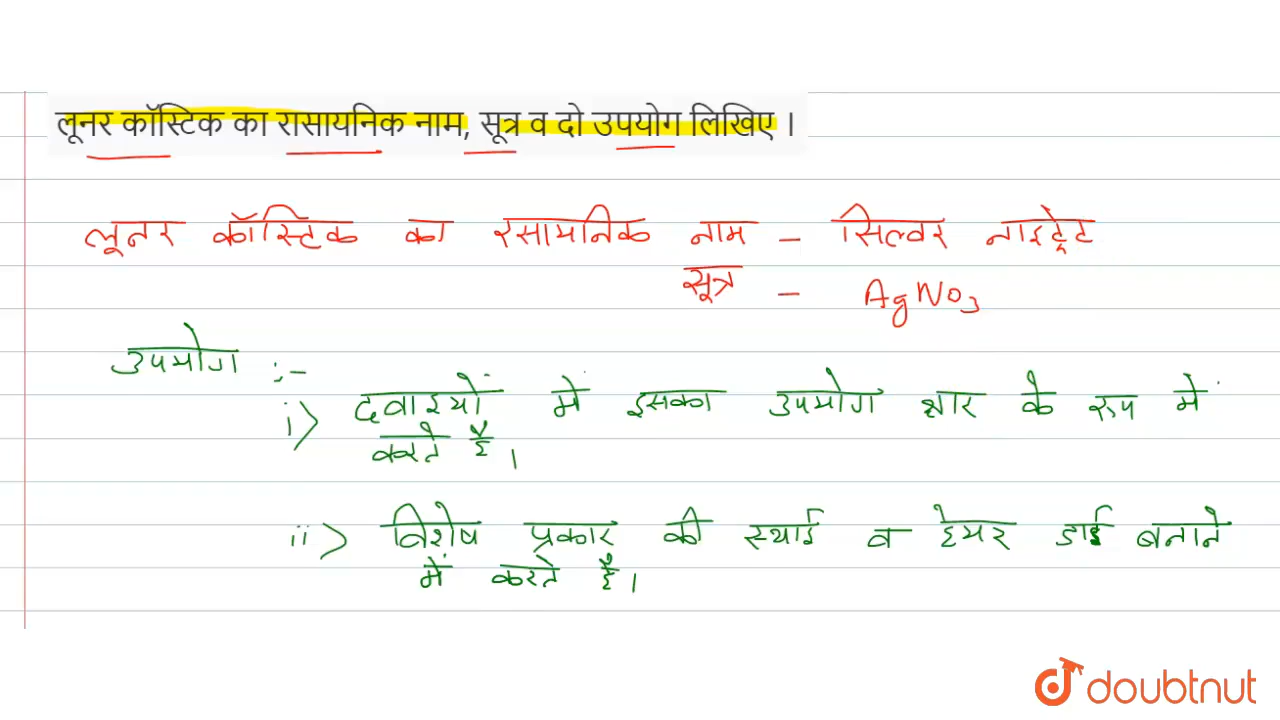 लूनर कॉस्टिक का रासायनिक नाम, सूत्र व दो उपयोग लिखिए ।
लूनर कॉस्टिक का रसायनिक नाम – सिल्वर नाइट्रेट
सूत्र – AgNO3
उपयोग :-
i) दवाइयों में इसका उपयोग क्षार के रूप में
करते है।
ii) विशेष प्रकार की स्याई व हेयर डाई बनाने
में करते है।
doubtnut